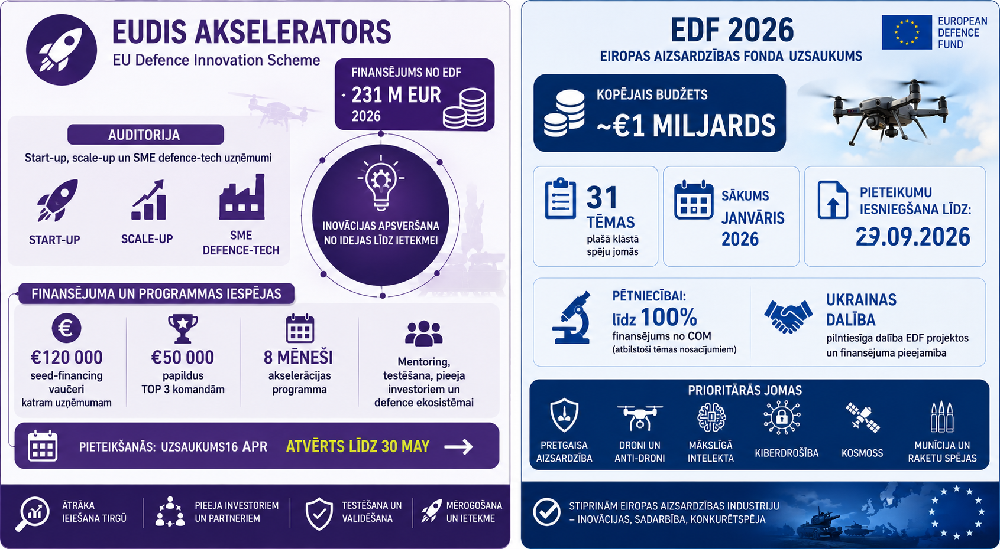 EUDIS AKSELERATORS
EU Defence Innovation Scheme
FINANSĒJUMS NO EDF
231 M EUR
2026
AUDITORIJA
Start-up, scale-up un SME defence-tech uzņēmumi
START-UP
SCALE-UP
SME
DEFENCE-TECH
INOVĀCIJAS APSVERŠANA
NO IDEJAS LĪDZ IETEKMEI
FINANSĒJUMA UN PROGRAMMAS IESPĒJAS
€120 000
seed-financing
vaučeri
katram uzņēmumam
€50 000
papildus
TOP 3 komandām
8 MĒNEŠI
akselerācijas
programma
Mentoring,
testēšana, pieeja
investoriem un
defence ekosistēmai
PIETEIKŠANĀS: UZSAUKUMS16 APR ATVĒRTS LĪDZ 30 MAY
ĀTRĀKA
IEIEŠANA TIRGŪ
PIEEJA INVESTORIEM
UN PARTNERIEM
TESTĒŠANA UN
VALIDĒŠANA
MĒROGOŠANA
UN IETEKME
EDF 2026
EIROPAS AIZSARDZĪBAS FONDA UZSAUKUMS
EUROPEAN
DEFENCE
FUND
KOPĒJAIS BUDŽETS
~€1 MILJARDS
31
TĒMAS
plašā klāstā
spēju jomās
SĀKUMS
JANVĀRIS
2026
PIETEIKUMU
IESNIEGŠANA LĪDZ:
.09.2026
PĒTNIECĪBAI:
līdz 100%
finansējums no COM
(atbilstoši tēmas nosacījumiem)
UKRAINAS
DALĪBA
pilntiesīga dalība EDF projektos
un finansējuma pieejamība
PRIORITĀRĀS JOMAS
PRETGAISA
AIZSARDZĪBA
DRONI UN
ANTI-DRONI
MĀKSLĪGĀ
INTELEKTA
KIBERDROŠĪBA
KOSMOSS
MUNĪCIJA UN
RAKETU SPĒJAS
STIPRINĀM EIROPAS AIZSARDZĪBAS INDUSTRIJU
– INOVĀCIJAS, SADARBĪBA, KONKURĒTSPĒJA